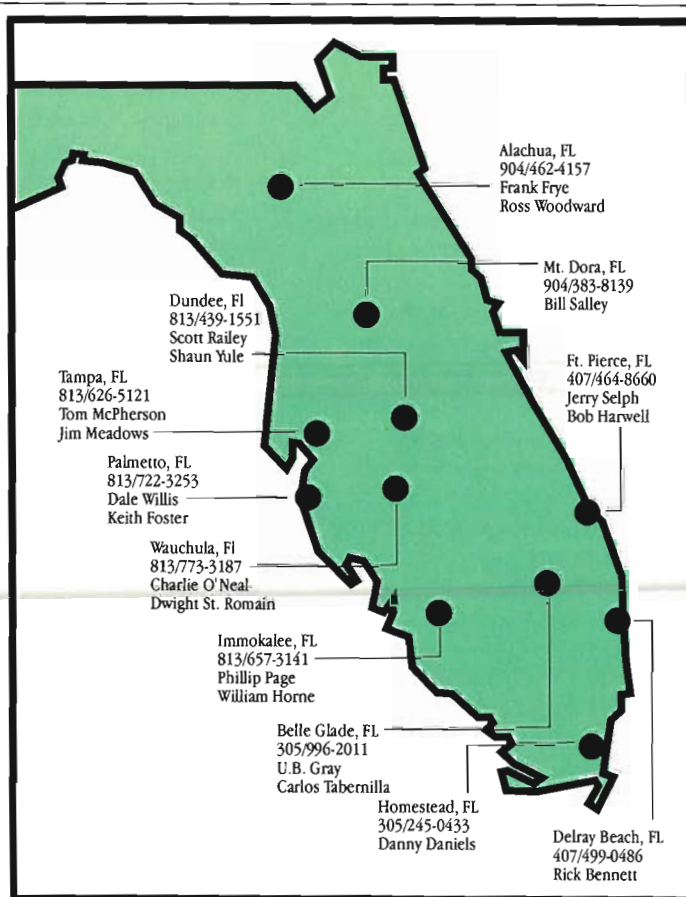 Alachua, FL
904/462-4157
Frank Frye
Ross Woodward
Mt. Dora, FL
904/383-8139
Bill Salley
Dundee, Fl
813/439-1551
Scott Railey
Shaun Yule
Ft. Pierce, FL
407/464-8660
Jerry Selph
Bob Harwell
Tampa, FL
813/626-5121
Tom McPherson
Jim Meadows
Palmetto, FL
813/722-3253
Dale Willis
Keith Foster
Wauchula, Fl
813/773-3187
Charlie O'Neal
Dwight St. Romain
Immokalee, FL
813/657-3141
Phillip Page
William Horne
Belle Glade, FL
305/996-2011
U.B. Gray
Carlos Tabernilla
Homestead, FL
305/245-0433
Danny Daniels
Delray Beach, FL
407/499-0486
Rick Bennett